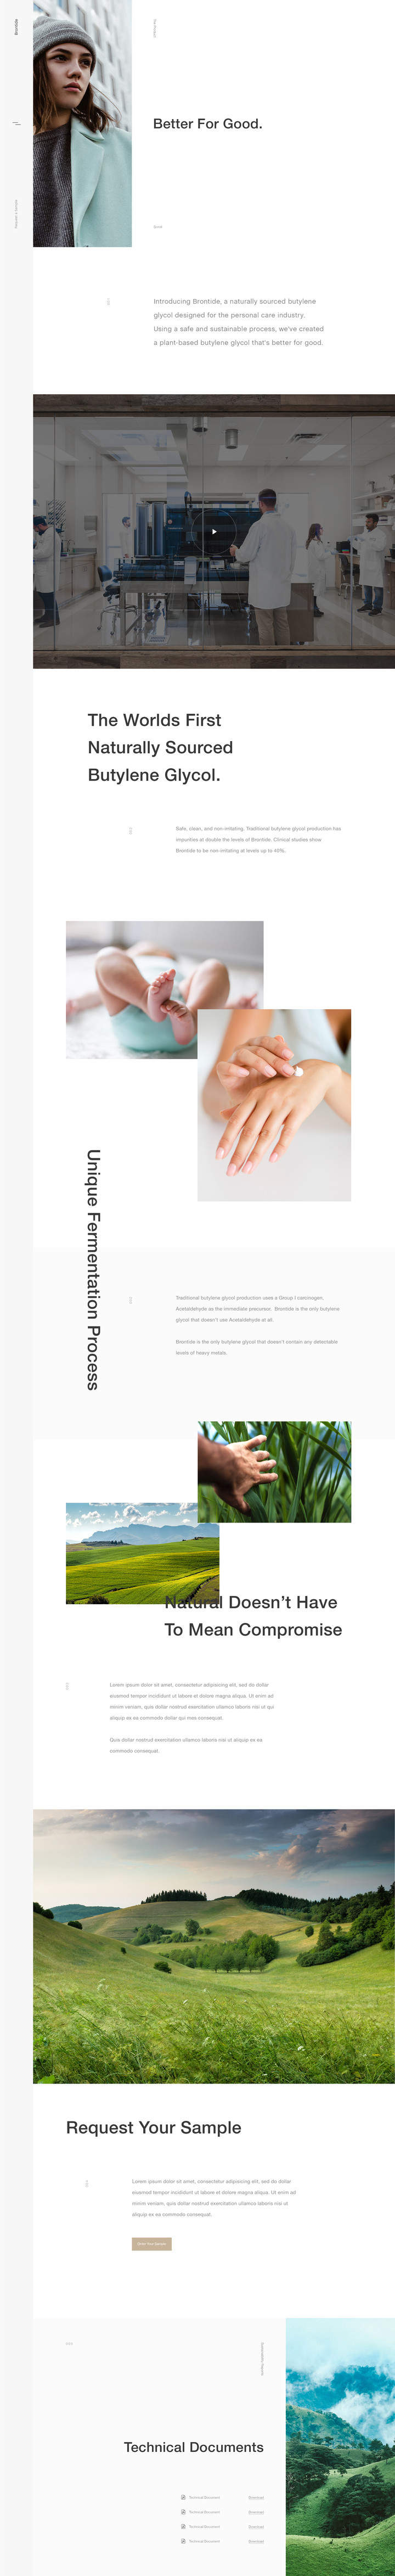 Brontide
Request a Sample
The Product
Better For Good.
Scroll
Introducing Brontide, a naturally sourced butylene
glycol designed for the personal care industry.
Using a safe and sustainable process, we've created
a plant-based butylene glycol that's better for good.
The Worlds First
Naturally Sourced
Butylene Glycol.
Safe, clean, and non-irritating. Traditional butylene glycol production has
impurities at double the levels of Brontide. Clinical studies show
Brontide to be non-irritating at levels up to 40%.
Unique Fermentation Process
Traditional butylene glycol production uses a Group I carcinogen,
Acetaldehyde as the immediate precursor. Brontide is the only butylene
glycol that doesn't use Acetaldehyde at all.
Brontide is the only butylene glycol that doesn't contain any detectable
levels of heavy metals.
Natural Doesn't Have
To Mean Compromise
Lorem ipsum dolor sit amet, consectetur adipiscing elit, sed do dollar
eiusmod tempor incididunt ut labore et dolore magna aliqua. Ut enim ad
minim veniam, quis dollar nostrud exercitation ullamco laboris nisi ut qui
aliquip ex ea commodo dollar qui mes consequat.
Quis dollar nostrud exercitation ullamco laboris nisi ut aliquip ex ea
commodo consequat.
Request Your Sample
Lorem ipsum dolor sit amet, consectetur adipiscing elit, sed do dollar
eiusmod tempor incididunt ut labore et dolore magna aliqua. Ut enim ad
minim veniam, quis dollar nostrud exercitation ullamco laboris nisi ut
aliquip ex ea commodo consequat.
Order Your Sample
Technical Documents
Technical Document Download
Technical Document Download
Technical Document Download
Technical Document Download